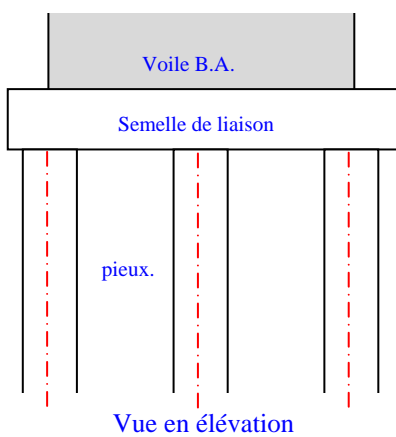 Voile B.A.
Semelle de liaison
pieux.
Vue en élévation